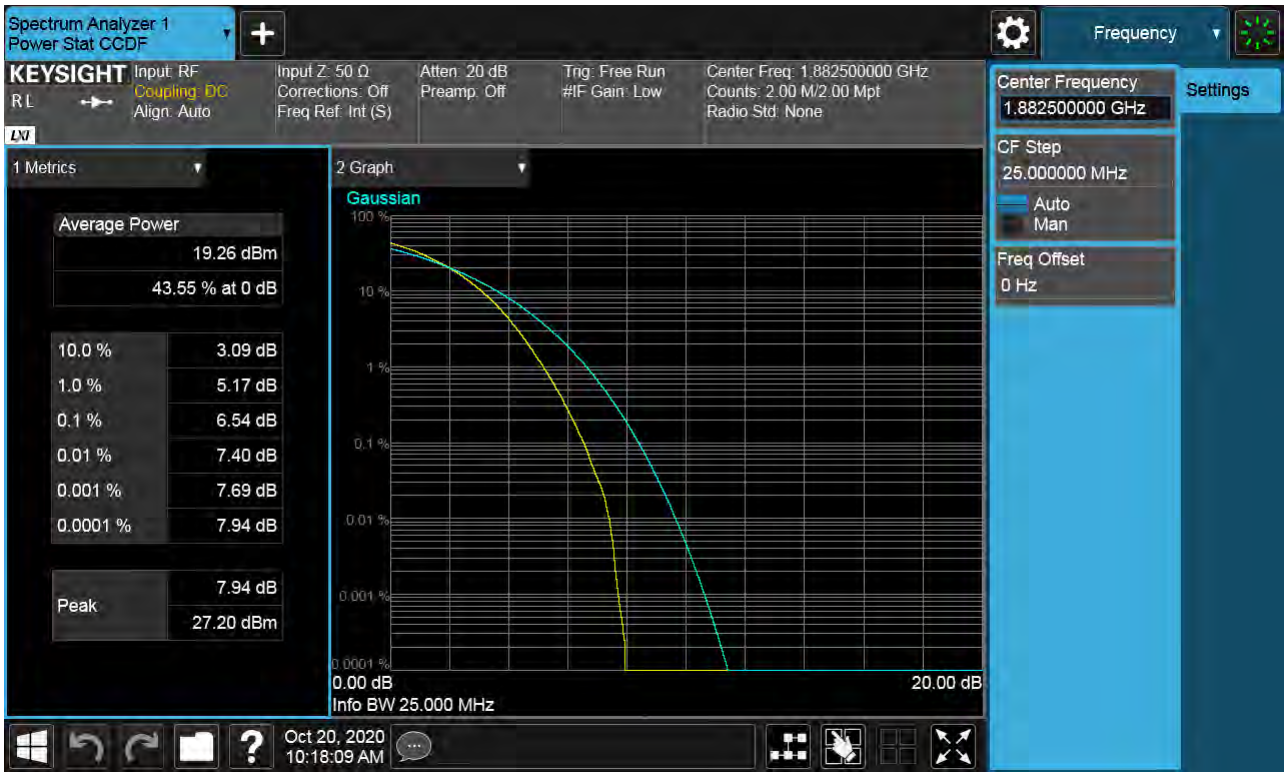 Spectrum Analyzer 1
Power Stat CCDF
+
Frequency
KEYSIGHT
RL
LXI
Input: RF
Coupling: DC
Align: Auto
Input Z: 50 Ω
Corrections: Off
Freq Ref: Int (S)
Atten: 20 dB
Preamp: Off
Trig: Free Run
#IF Gain: Low
Center Freq: 1.882500000 GHz
Counts: 2.00 M/2.00 Mpt
Radio Std: None
Center Frequency
1.882500000 GHz
Settings
CF Step
25.000000 MHz
Auto
Man
Freq Offset
0 Hz
1 Metrics
Average Power
19.26 dBm
43.55 % at 0 dB
10.0 % 3.09 dB
1.0 % 5.17 dB
0.1 % 6.54 dB
0.01 % 7.40 dB
0.001 % 7.69 dB
0.0001 % 7.94 dB
Peak
7.94 dB
27.20 dBm
2 Graph
Gaussian
100 %
10 %
1 %
0.1 %
0.01 %
0.001 %
0.0001 %
0.00 dB
20.00 dB
Info BW 25.000 MHz
?
Oct 20, 2020
10:18:09 AM